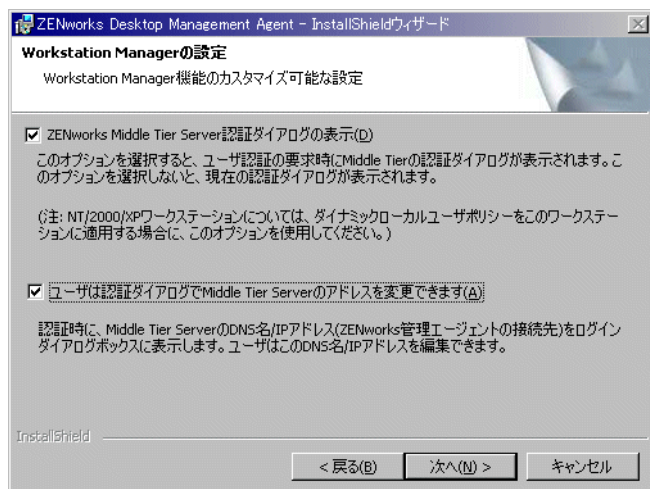 ZENworks Desktop Management Agent - InstallShieldウィザード
Workstation Managerの設定
Workstation Manager機能のカスタマイズ可能な設定
ZENworks Middle Tier Server認証ダイアログの表示(D)
このオプションを選択すると、ユーザ認証の要求時にMiddle Tierの認証ダイアログが表示されます。こ
のオプションを選択しないと、現在の認証ダイアログが表示されます。
(注: NT/2000/XPワークステーションについては、ダイナミックローカルユーザポリシーをこのワークステー
ションに適用する場合に、このオプションを使用してください。)
ユーザは認証ダイアログでMiddle Tier Serverのアドレスを変更できます(A)
認証時に、Middle Tier ServerのDNS名/IPアドレス(ZENworks管理エージェントの接続先)をログイン
ダイアログボックスに表示します。ユーザはこのDNS名/IPアドレスを編集できます。
InstallShield
< 戻る(B)
次へ(N) >
キャンセル